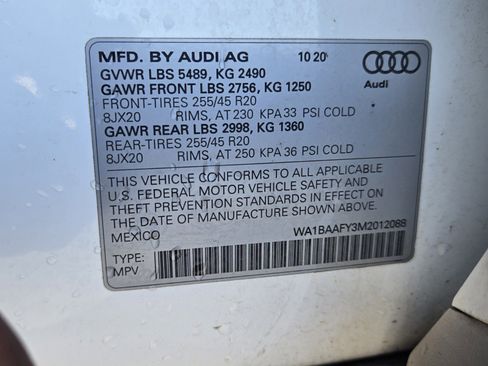 MFD. BY AUDI AG 10 20
GVWR LBS 5489, KG 2490
GAWR FRONT LBS 2756, KG 1250
FRONT-TIRES 255/45 R20
8JX20 RIMS, AT 230 KPA 33 PSI COLD
GAWR REAR LBS 2998, KG 1360
REAR-TIRES 255/45 R20
8JX20 RIMS, AT 250 KPA 36 PSI COLD
Audi
THIS VEHICLE CONFORMS TO ALL APPLICABLE
U.S. FEDERAL MOTOR VEHICLE SAFETY AND
THEFT PREVENTION STANDARDS IN EFFECT ON
THE DATE OF MANUFACTURE SHOWN ABOVE
MEXICO WA1BAAFY3M2012088
TYPE:
MPV